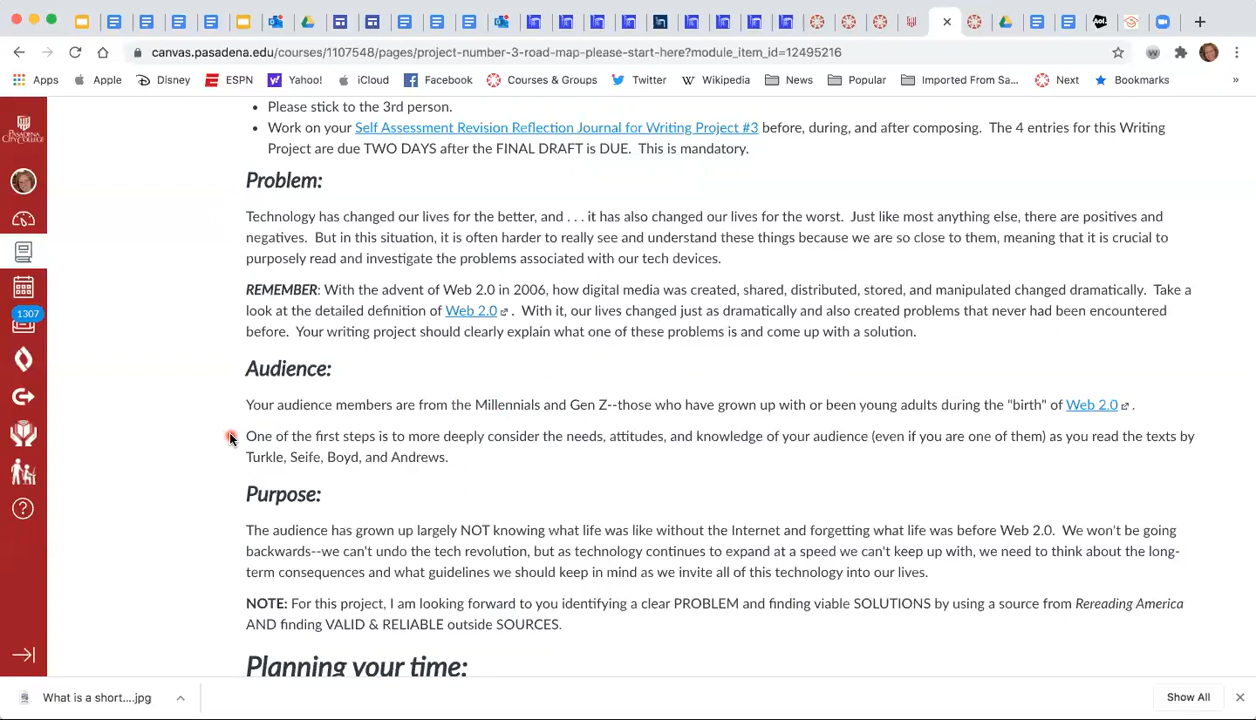 canvas.pasadena.edu/courses/1107548/pages/project-number-3-road-map-please-start-here?module_item_id=12495216
Apps Apple Disney ESPN Yahoo! iCloud Facebook Courses & Groups Twitter Wikipedia News Popular Imported From Sa... Next Bookmarks »
PASADENA
CITY COLLEGE
1307
Please stick to the 3rd person.
Work on your Self Assessment Revision Reflection Journal for Writing Project #3 before, during, and after composing. The 4 entries for this Writing
Project are due TWO DAYS after the FINAL DRAFT is DUE. This is mandatory.
Problem:
Technology has changed our lives for the better, and . . . it has also changed our lives for the worst. Just like most anything else, there are positives and
negatives. But in this situation, it is often harder to really see and understand these things because we are so close to them, meaning that it is crucial to
purposely read and investigate the problems associated with our tech devices.
REMEMBER: With the advent of Web 2.0 in 2006, how digital media was created, shared, distributed, stored, and manipulated changed dramatically. Take a
look at the detailed definition of Web 2.0 . With it, our lives changed just as dramatically and also created problems that never had been encountered
before. Your writing project should clearly explain what one of these problems is and come up with a solution.
Audience:
Your audience members are from the Millennials and Gen Z--those who have grown up with or been young adults during the "birth" of Web 2.0 .
One of the first steps is to more deeply consider the needs, attitudes, and knowledge of your audience (even if you are one of them) as you read the texts by
Turkle, Seife, Boyd, and Andrews.
Purpose:
The audience has grown up largely NOT knowing what life was like without the Internet and forgetting what life was before Web 2.0. We won't be going
backwards--we can't undo the tech revolution, but as technology continues to expand at a speed we can't keep up with, we need to think about the long-
term consequences and what guidelines we should keep in mind as we invite all of this technology into our lives.
NOTE: For this project, I am looking forward to you identifying a clear PROBLEM and finding viable SOLUTIONS by using a source from Rereading America
AND finding VALID & RELIABLE outside SOURCES.
Planning your time:
What is a short....jpg
Show All